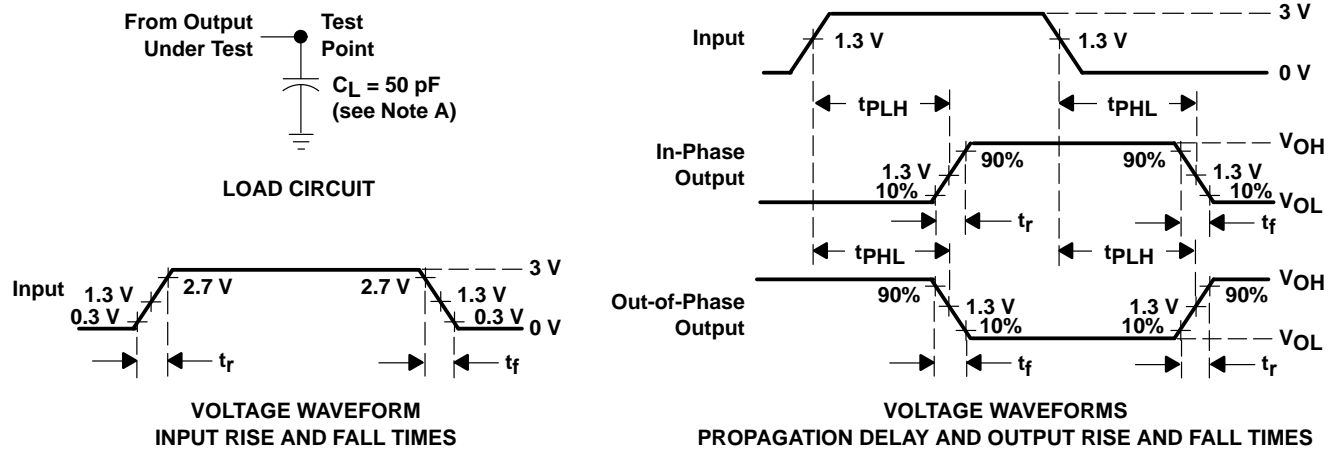 From Output
Under Test
Test
Point
CL = 50 pF
(see Note A)
LOAD CIRCUIT
Input
1.3 V
0.3 V
2.7 V
2.7 V
1.3 V
0.3 V
3 V
0 V
tr
tf
VOLTAGE WAVEFORM
INPUT RISE AND FALL TIMES
Input
1.3 V
1.3 V
3 V
0 V
tPLH
tPHL
In-Phase
Output
1.3 V
10%
90%
90%
1.3 V
10%
VOH
VOL
tr
tf
tPHL
tPLH
Out-of-Phase
Output
90%
1.3 V
10%
1.3 V
10%
90%
VOH
VOL
tf
tr
VOLTAGE WAVEFORMS
PROPAGATION DELAY AND OUTPUT RISE AND FALL TIMES